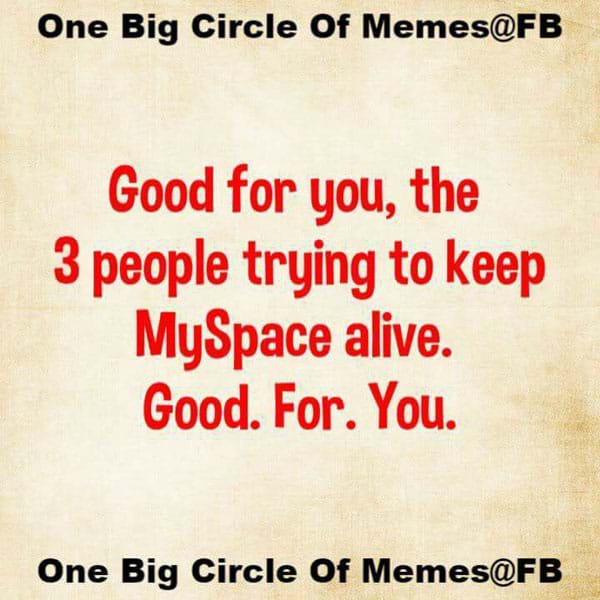 One Big Circle Of Memes@FB
Good for you, the
3 people trying to keep
MySpace alive.
Good. For. You.
One Big Circle Of Memes@FB